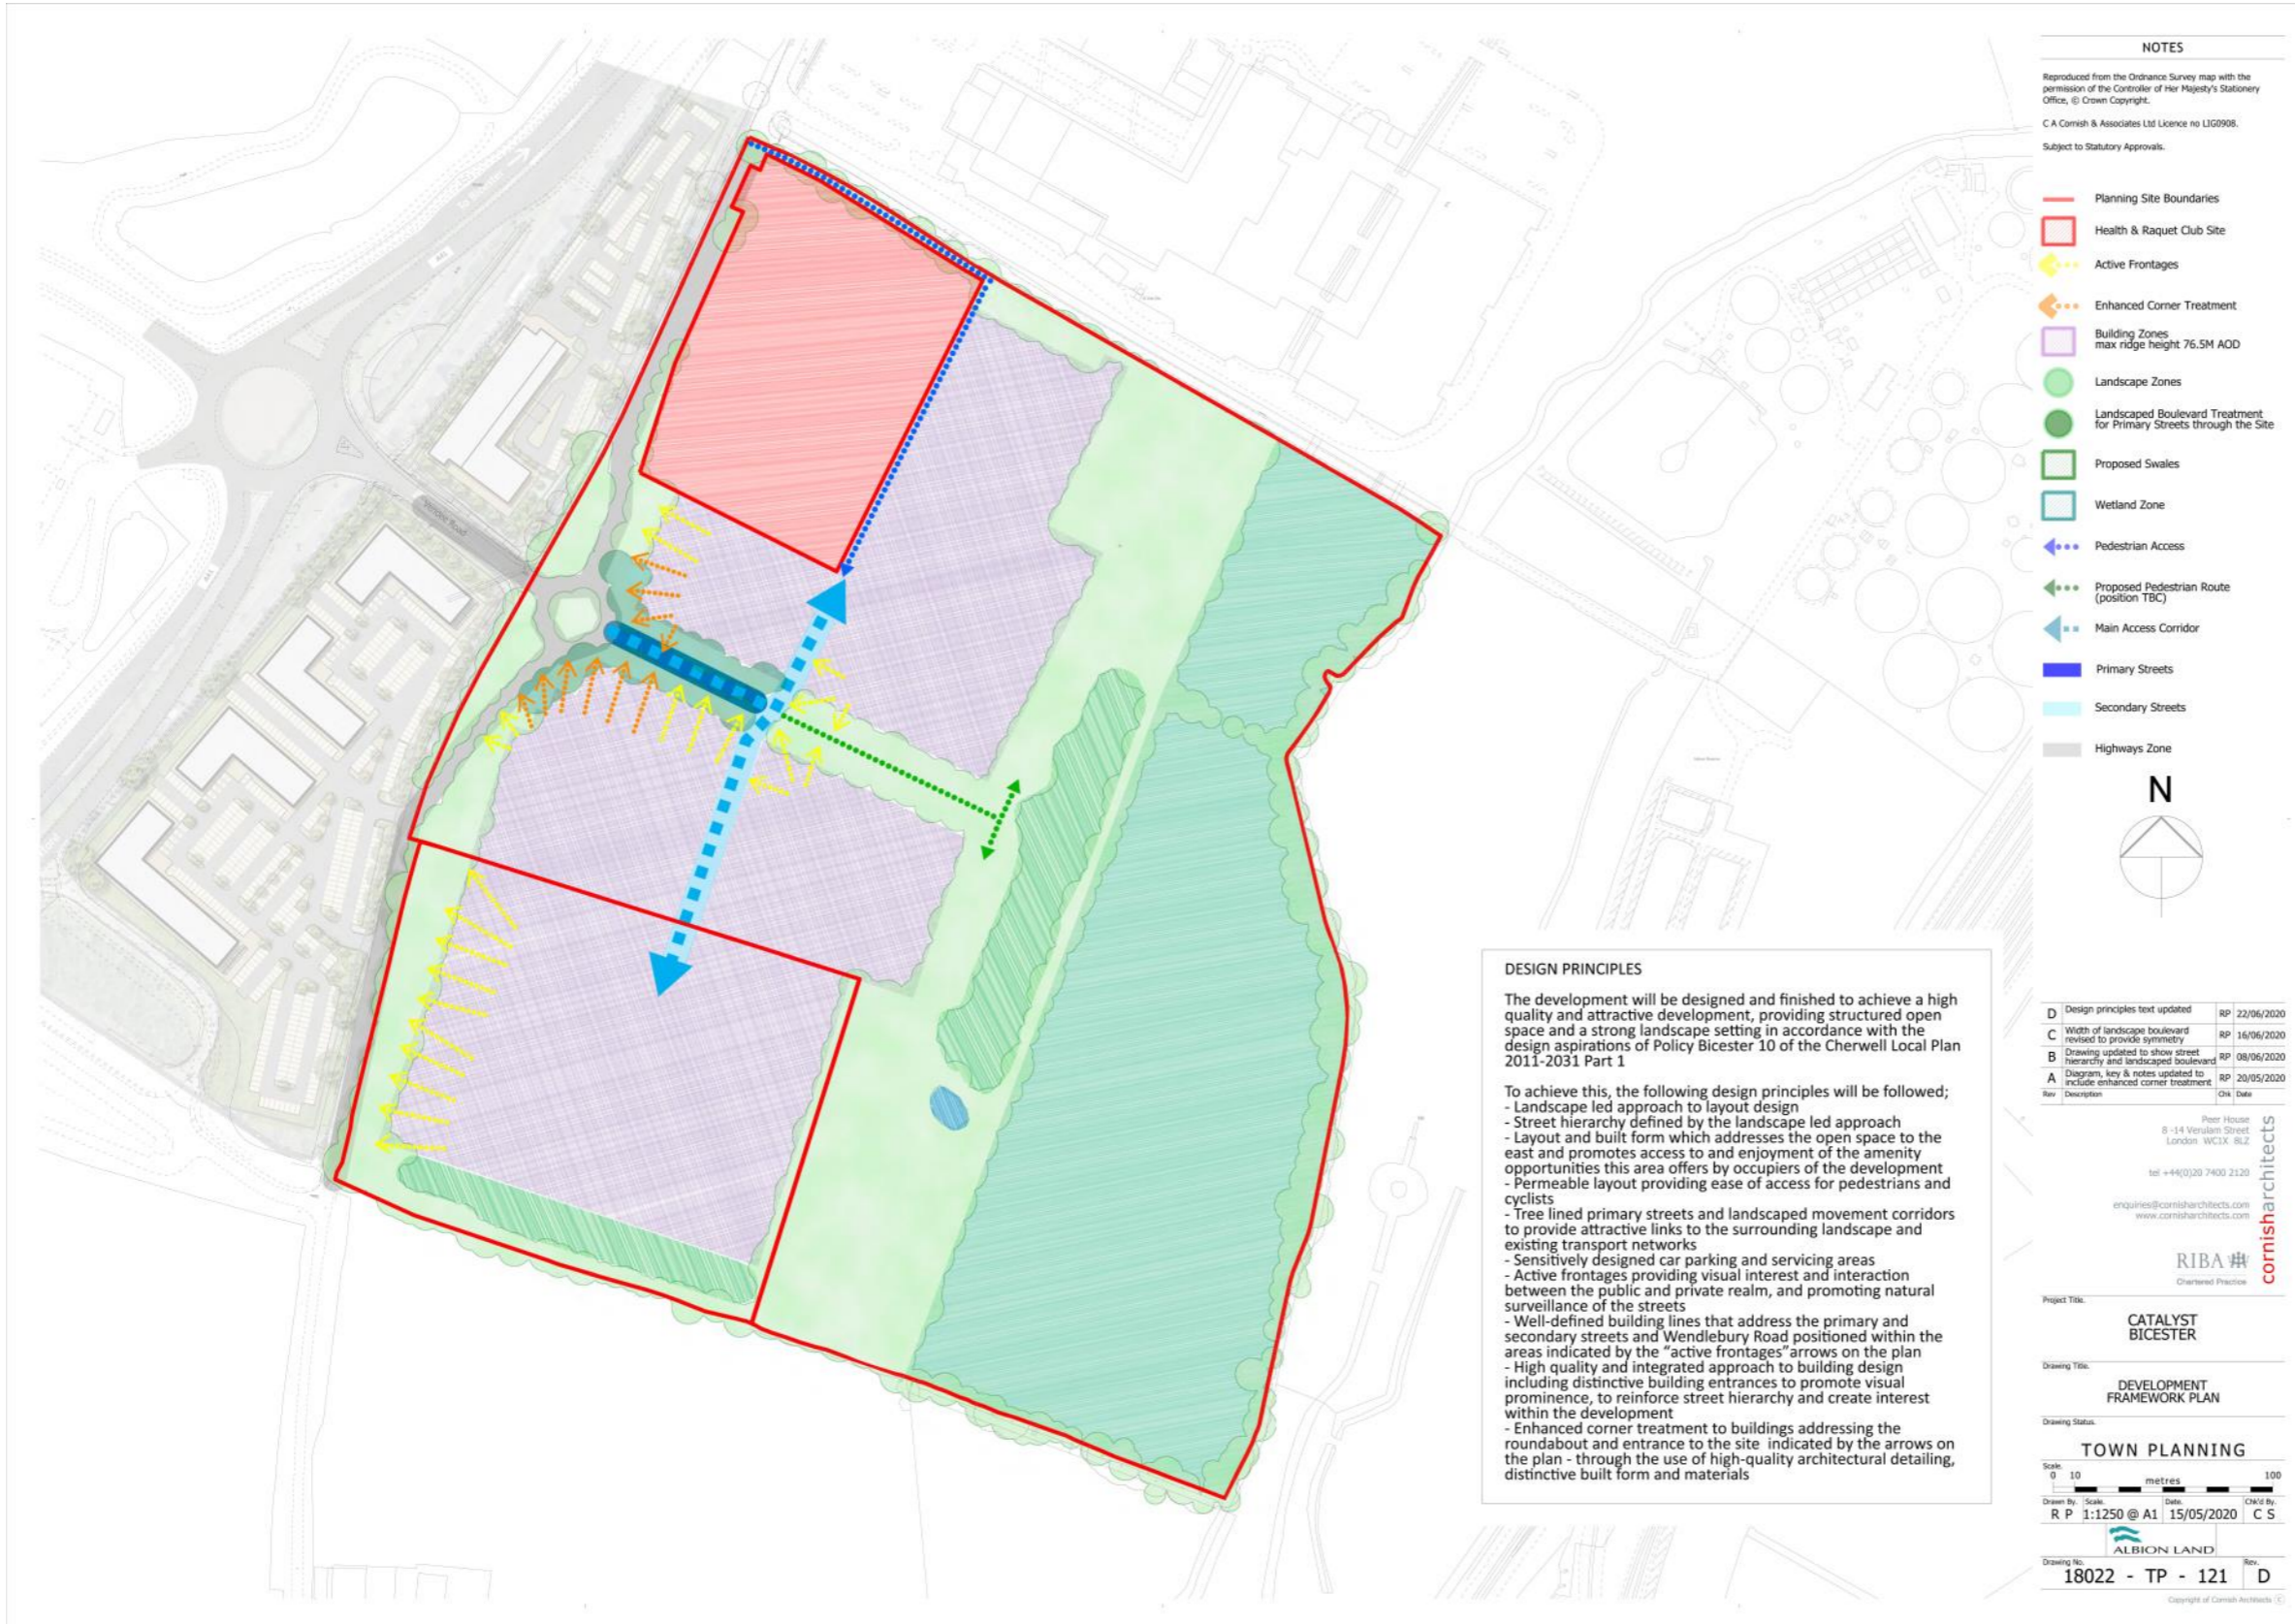 NOTES
Reproduced from the Ordnance Survey map with the
permission of the Controller of Her Majesty's Stationery
Office, © Crown Copyright.
C A Cornish & Associates Ltd Licence no LIG0908.
Subject to Statutory Approvals.
Planning Site Boundaries
Health & Raquet Club Site
Active Frontages
Enhanced Corner Treatment
Building Zones
max ridge height 76.5M AOD
Landscape Zones
Landscaped Boulevard Treatment
for Primary Streets through the Site
Proposed Swales
Wetland Zone
Pedestrian Access
Proposed Pedestrian Route
(position TBC)
Main Access Corridor
Primary Streets
Secondary Streets
Highways Zone
N
Vendee Road
A41
A41
DESIGN PRINCIPLES
The development will be designed and finished to achieve a high
quality and attractive development, providing structured open
space and a strong landscape setting in accordance with the
design aspirations of Policy Bicester 10 of the Cherwell Local Plan
2011-2031 Part 1
To achieve this, the following design principles will be followed;
- Landscape led approach to layout design
- Street hierarchy defined by the landscape led approach
- Layout and built form which addresses the open space to the
east and promotes access to and enjoyment of the amenity
opportunities this area offers by occupiers of the development
- Permeable layout providing ease of access for pedestrians and
cyclists
- Tree lined primary streets and landscaped movement corridors
to provide attractive links to the surrounding landscape and
existing transport networks
- Sensitively designed car parking and servicing areas
- Active frontages providing visual interest and interaction
between the public and private realm, and promoting natural
surveillance of the streets
- Well-defined building lines that address the primary and
secondary streets and Wendlebury Road positioned within the
areas indicated by the "active frontages"arrows on the plan
- High quality and integrated approach to building design
including distinctive building entrances to promote visual
prominence, to reinforce street hierarchy and create interest
within the development
- Enhanced corner treatment to buildings addressing the
roundabout and entrance to the site indicated by the arrows on
the plan - through the use of high-quality architectural detailing,
distinctive built form and materials
D Design principles text updated RP 22/06/2020
C Width of landscape boulevard
revised to provide symmetry RP 16/06/2020
B Drawing updated to show street
hierarchy and landscaped boulevard RP 08/06/2020
A Diagram, key & notes updated to
include enhanced corner treatment RP 20/05/2020
Rev Description Chk Date
Peer House
8 -14 Verulam Street
London WC1X 8LZ
tel +44(0)20 7400 2120
enquiries@cornisharchitects.com
www.cornisharchitects.com
cornisharchitects
RIBA
Chartered Practice
Project Title.
CATALYST
BICESTER
Drawing Title.
DEVELOPMENT
FRAMEWORK PLAN
Drawing Status.
TOWN PLANNING
Scale.
0 10 metres 100
Drawn By. Scale. Date. Chk'd By.
R P 1:1250 @ A1 15/05/2020 C S
ALBION LAND
Drawing No. Rev.
18022 - TP - 121 D
Copyright of Cornish Architects ©